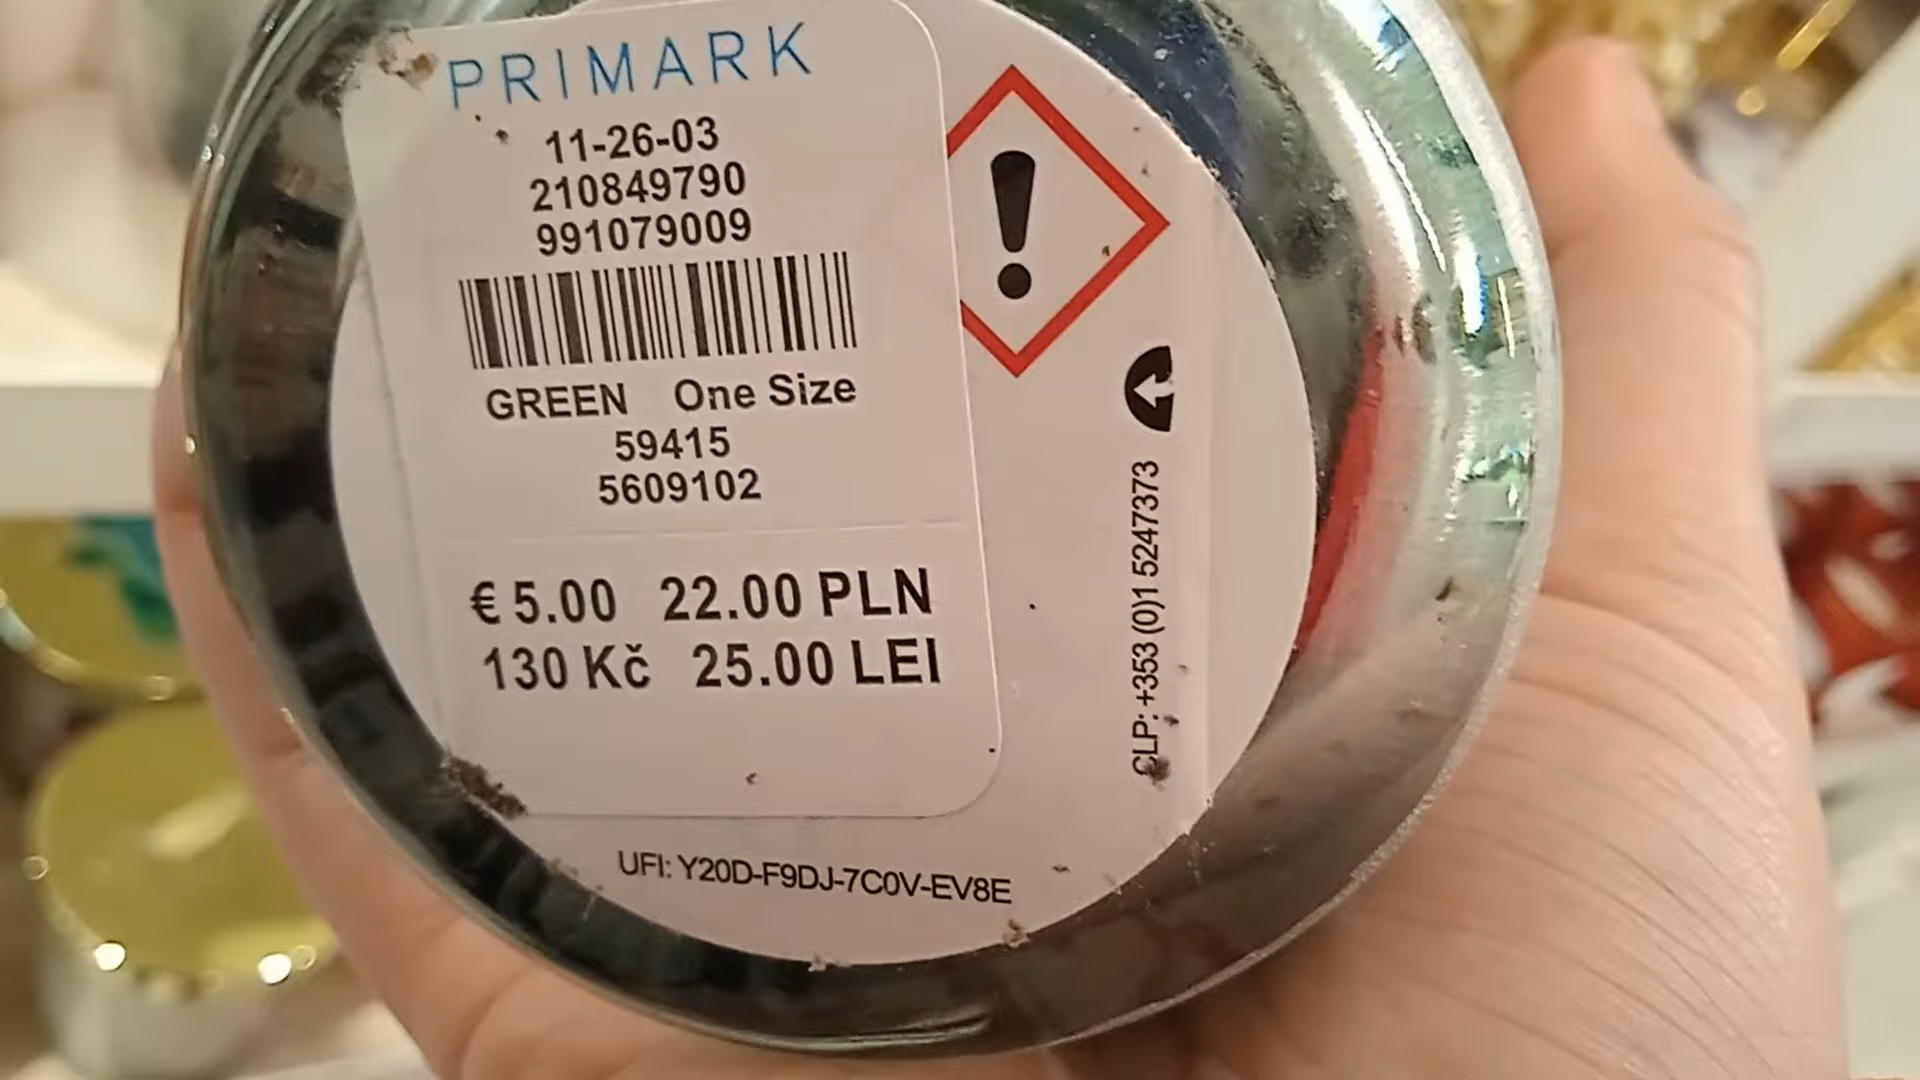 PRIMARK
11-26-03
210849790
991079009
GREEN One Size
59415
5609102
€ 5.00 22.00 PLN
130 Kč 25.00 LEI
CLP: +353 (0)1 5247373
UFI: Y20D-F9DJ-7C0V-EV8E